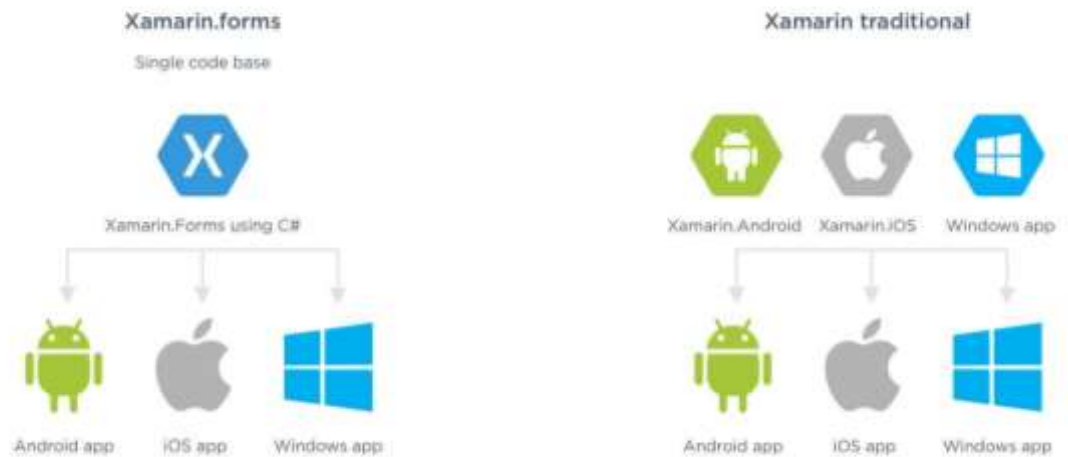 Xamarin.forms
Single code base
Xamarin.Forms using C#
Android app
iOS app
Windows app
Xamarin traditional
Xamarin.Android
Xamarin.iOS
Windows app
Android app
iOS app
Windows app